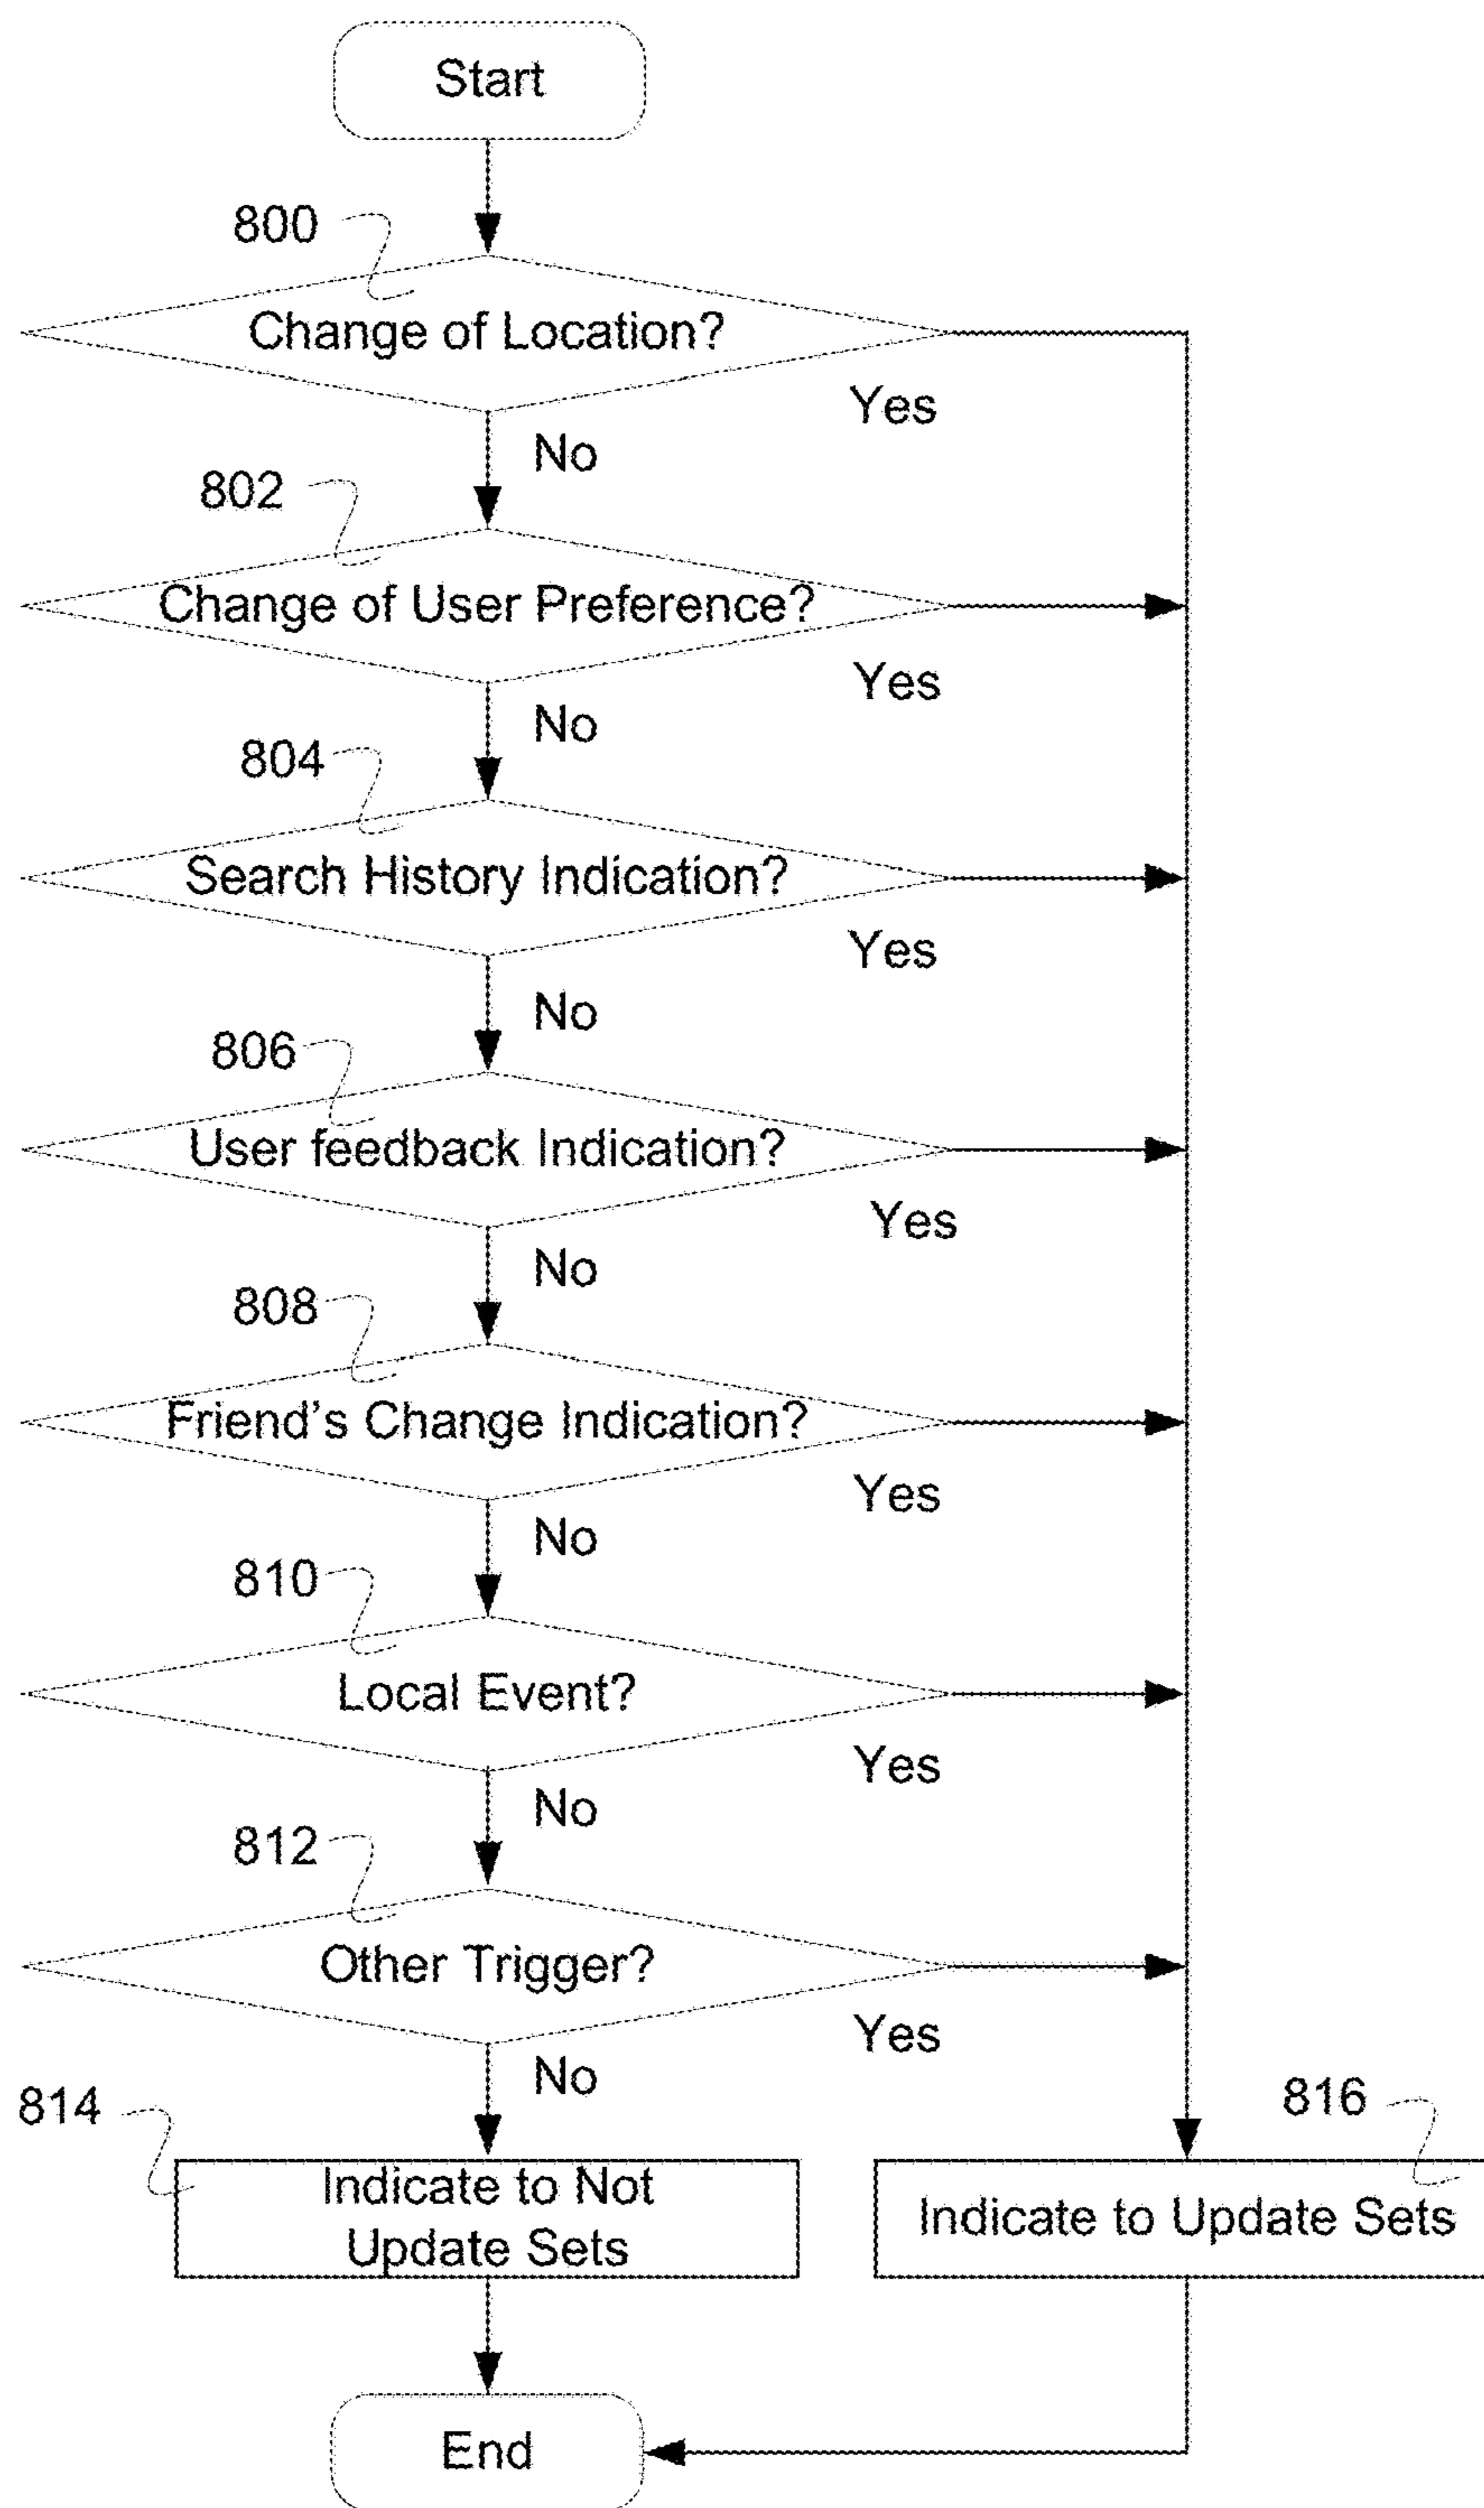 Start
800
Change of Location?
Yes
No
802
Change of User Preference?
Yes
No
804
Search History Indication?
Yes
No
806
User feedback Indication?
Yes
No
808
Friend's Change Indication?
Yes
No
810
Local Event?
Yes
No
812
Other Trigger?
Yes
No
814
Indicate to Not
Update Sets
816
Indicate to Update Sets
End